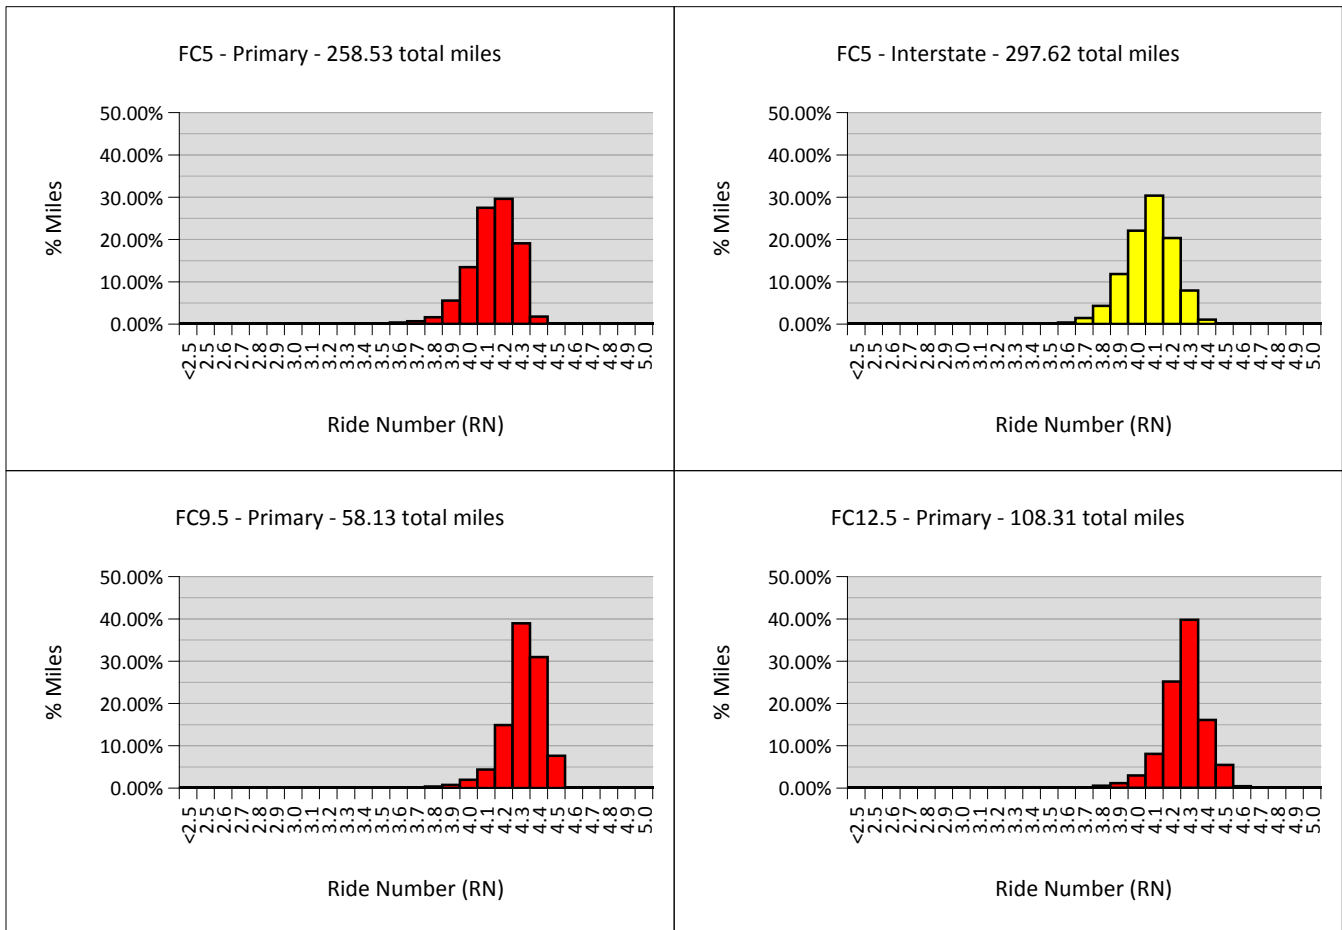 FC5 - Primary - 258.53 total miles
50.00%
40.00%
30.00%
20.00%
10.00%
0.00%
% Miles
<2.5 2.5 2.6 2.7 2.8 2.9 3.0 3.1 3.2 3.3 3.4 3.5 3.6 3.7 3.8 3.9 4.0 4.1 4.2 4.3 4.4 4.5 4.6 4.7 4.8 4.9 5.0
Ride Number (RN)
FC5 - Interstate - 297.62 total miles
50.00%
40.00%
30.00%
20.00%
10.00%
0.00%
% Miles
<2.5 2.5 2.6 2.7 2.8 2.9 3.0 3.1 3.2 3.3 3.4 3.5 3.6 3.7 3.8 3.9 4.0 4.1 4.2 4.3 4.4 4.5 4.6 4.7 4.8 4.9 5.0
Ride Number (RN)
FC9.5 - Primary - 58.13 total miles
50.00%
40.00%
30.00%
20.00%
10.00%
0.00%
% Miles
<2.5 2.5 2.6 2.7 2.8 2.9 3.0 3.1 3.2 3.3 3.4 3.5 3.6 3.7 3.8 3.9 4.0 4.1 4.2 4.3 4.4 4.5 4.6 4.7 4.8 4.9 5.0
Ride Number (RN)
FC12.5 - Primary - 108.31 total miles
50.00%
40.00%
30.00%
20.00%
10.00%
0.00%
% Miles
<2.5 2.5 2.6 2.7 2.8 2.9 3.0 3.1 3.2 3.3 3.4 3.5 3.6 3.7 3.8 3.9 4.0 4.1 4.2 4.3 4.4 4.5 4.6 4.7 4.8 4.9 5.0
Ride Number (RN)